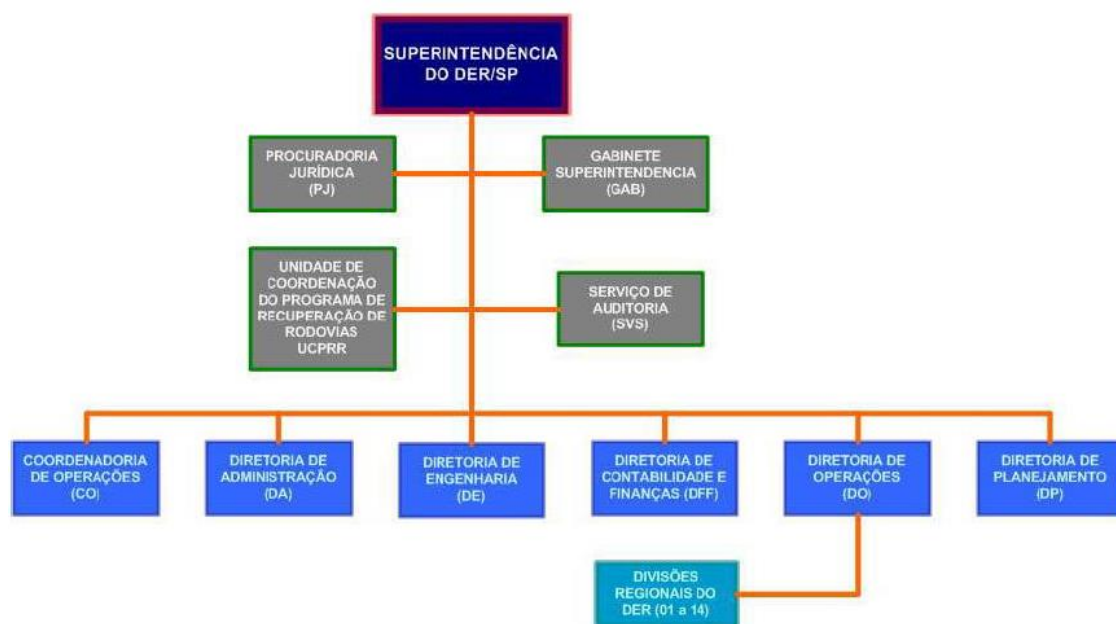 SUPERINTENDÊNCIA
DO DER/SP
PROCURADORIA
JURÍDICA
(PJ)
GABINETE
SUPERINTENDENCIA
(GAB)
UNIDADE DE
COORDENAÇÃO
DO PROGRAMA DE
RECUPERAÇÃO DE
RODOVIAS
UCPRR
SERVIÇO DE
AUDITORIA
(SVS)
COORDENADORIA
DE OPERAÇÕES
(CO)
DIRETORIA DE
ADMINISTRAÇÃO
(DA)
DIRETORIA DE
ENGENHARIA
(DE)
DIRETORIA DE
CONTABILIDADE E
FINANÇAS (DFF)
DIRETORIA DE
OPERAÇÕES
(DO)
DIRETORIA DE
PLANEJAMENTO
(DP)
DIVISÕES
REGIONAIS DO
DER (01 a 14)